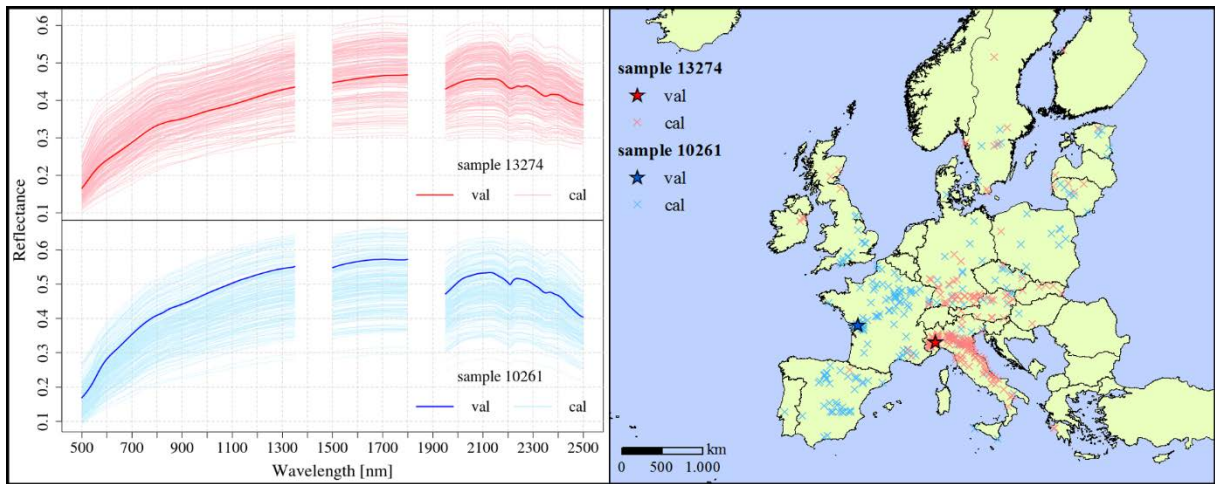 Reflectance
0.6
0.5
0.4
0.3
0.2
0.1
sample 13274
val cal
0.6
0.5
0.4
0.3
0.2
0.1
sample 10261
val cal
500 700 900 1100 1300 1500 1700 1900 2100 2300 2500
Wavelength [nm]
sample 13274
val
cal
sample 10261
val
cal
km
0 500 1.000